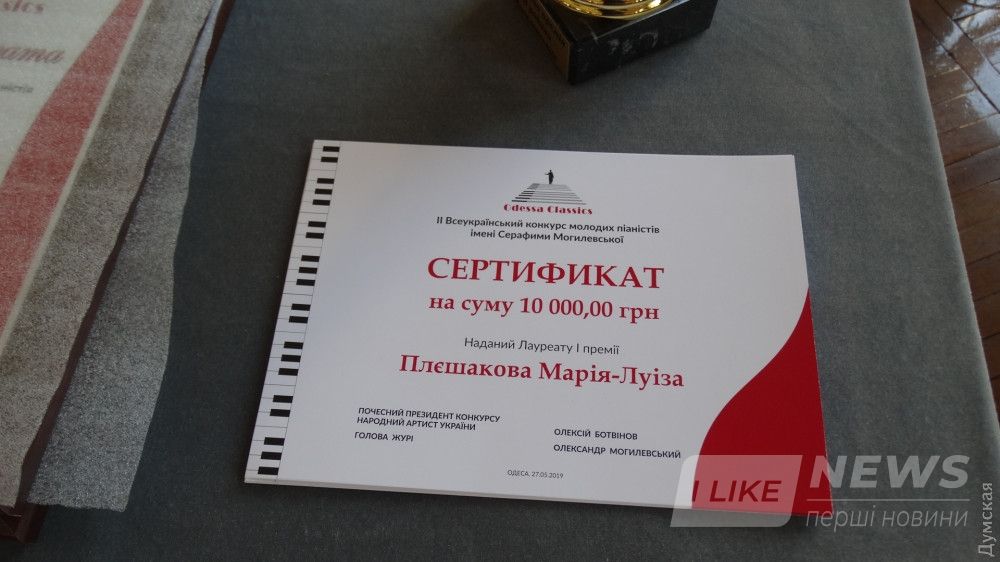 Odessa Classics
II Всеукраїнський конкурс молодих піаністів
імені Серафими Могилевської
СЕРТИФИКАТ
на суму 10 000,00 грн
Наданий Лауреату І премії
Плєшакова Марія-Луїза
ПОЧЕСНИЙ ПРЕЗИДЕНТ КОНКУРСУ
НАРОДНИЙ АРТИСТ УКРАЇНИ
ОЛЕКСІЙ БОТВІНОВ
ГОЛОВА ЖУРІ
ОЛЕКСАНДР МОГИЛЕВСЬКИЙ
ОДЕСА, 27.05.2019
I LIKE NEWS
перші новини
Думская